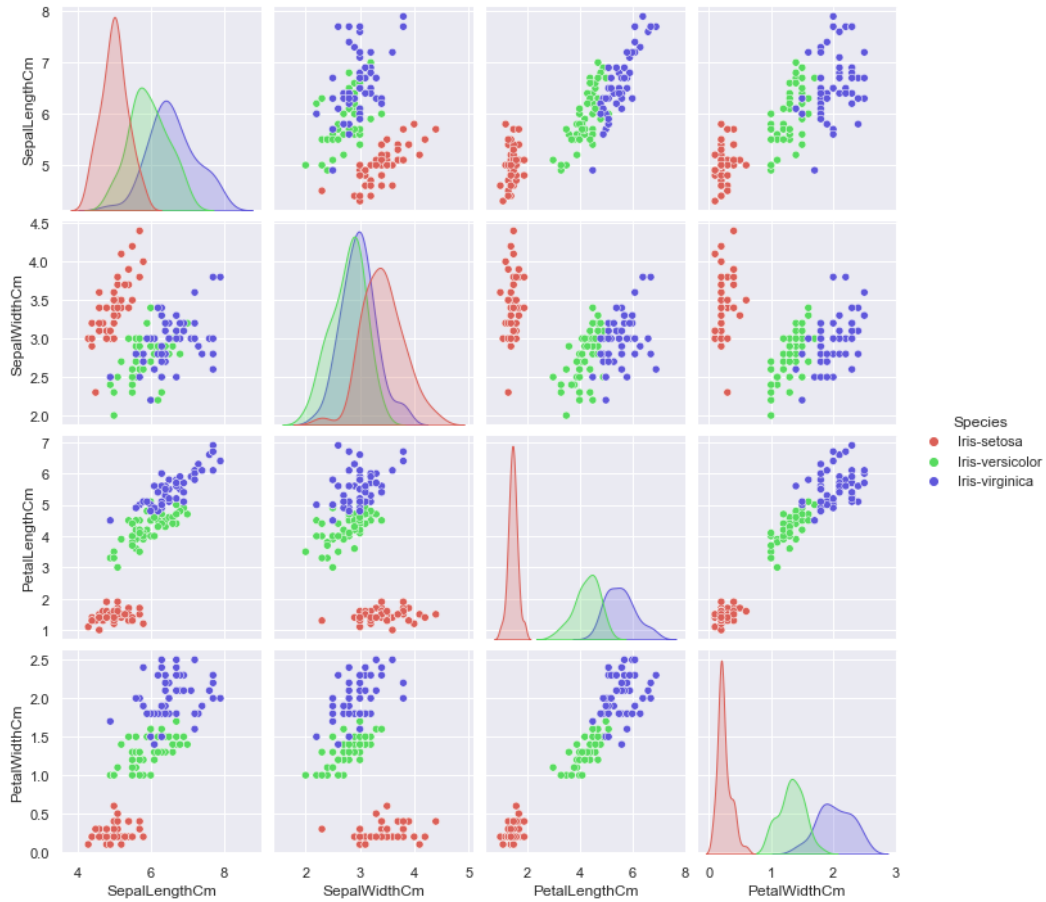 8
7
6
5
SepalLengthCm
4.5
4.0
3.5
3.0
2.5
2.0
SepalWidthCm
Species
Iris-setosa
Iris-versicolor
Iris-virginica
7
6
5
4
3
2
1
PetalLengthCm
2.5
2.0
1.5
1.0
0.5
0.0
PetalWidthCm
4 6 8 2 3 4 5 2 4 6 8 0 1 2 3
SepalLengthCm SepalWidthCm PetalLengthCm PetalWidthCm